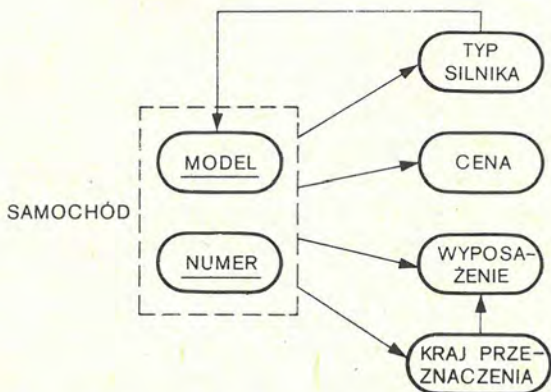 TYP
SILNIKA
MODEL
CENA
SAMOCHÓD
NUMER
WYPOSA-
ŻENIE
KRAJ PRZE-
ZNACZENIA